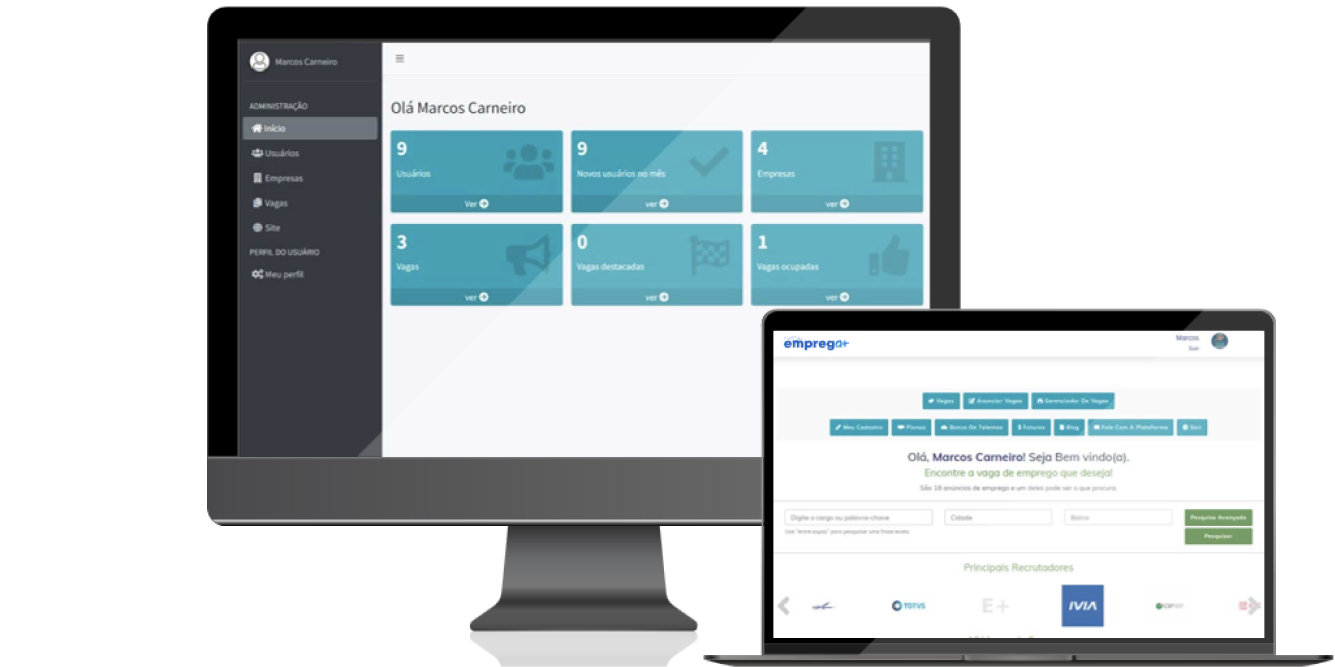 Marcos Carneiro
ADMINISTRAÇÃO
Início
Usuários
Empresas
Vagas
Site
PERFIL DO USUÁRIO
Meu perfil
Olá Marcos Carneiro
9
Usuários
Ver
9
Novos usuários no mês
ver
4
Empresas
ver
3
Vagas
ver
0
Vagas destacadas
ver
1
Vagas ocupadas
ver
emprega+
Marcos
Sair
Vagas
Anunciar Vagas
Gerenciador De Vagas
Meu Cadastro
Planos
Banco De Talentos
Faturas
Blog
Fale Com A Plataforma
Sair
Olá, Marcos Carneiro! Seja Bem vindo(a).
Encontre a vaga de emprego que deseja!
São 18 anúncios de emprego e um deles pode ser o que procura.
Digite o cargo ou palavra-chave
Cidade
Bairro
Pesquisa Avançada
Use "entre aspas" para pesquisar uma frase exata.
Pesquisar
Principais Recrutadores
TOTVS
E+
IVIA